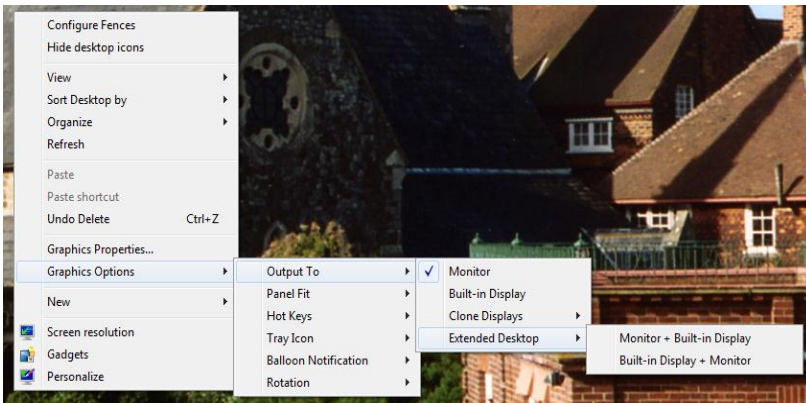 Configure Fences
Hide desktop icons
View
Sort Desktop by
Organize
Refresh
Paste
Paste shortcut
Undo Delete Ctrl+Z
Graphics Properties...
Graphics Options
New
Screen resolution
Gadgets
Personalize
Output To
Panel Fit
Hot Keys
Tray Icon
Balloon Notification
Rotation
Monitor
Built-in Display
Clone Displays
Extended Desktop
Monitor + Built-in Display
Built-in Display + Monitor